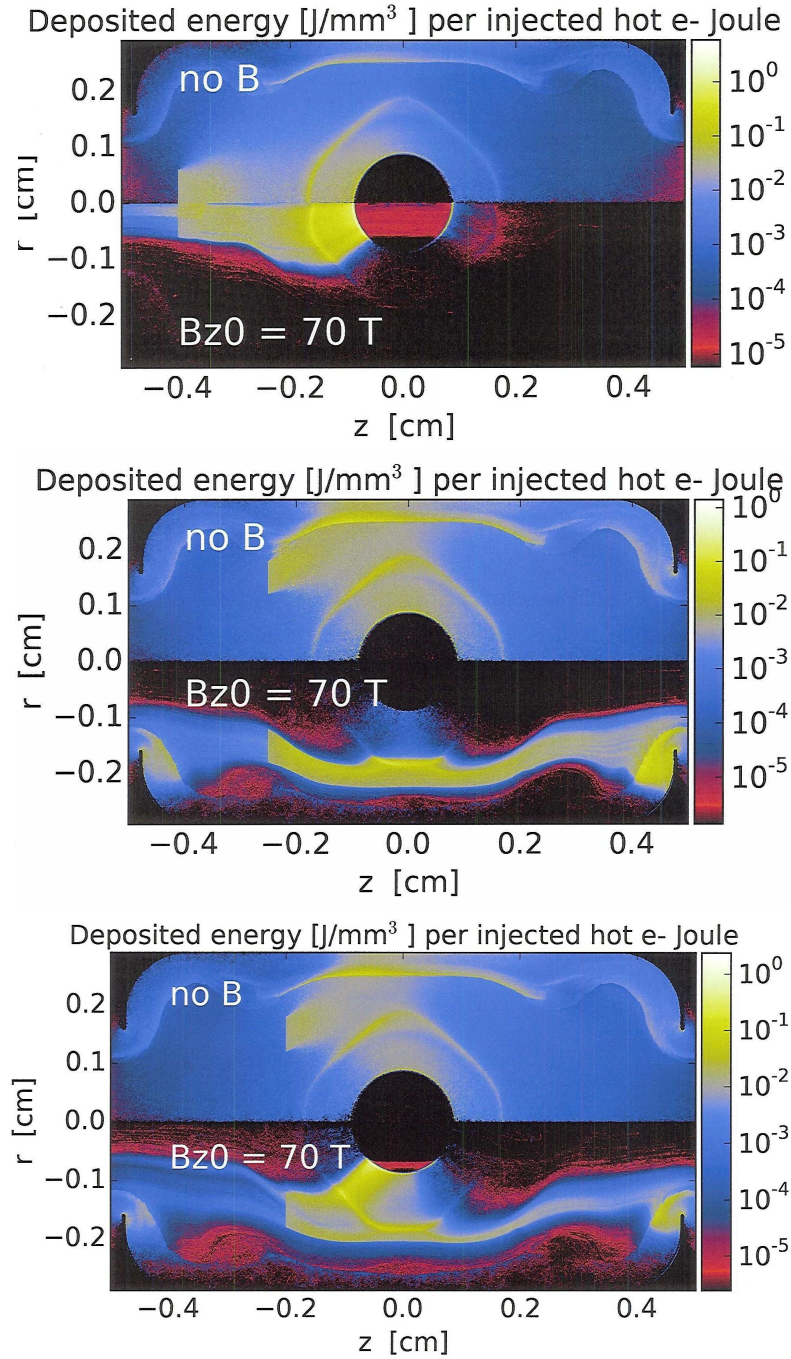 Deposited energy [J/mm³ ] per injected hot e- Joule
no B
Bz0 = 70 T
r [cm]
0.2
0.1
0.0
−0.1
−0.2
−0.4 −0.2 0.0 0.2 0.4
z [cm]
10⁰
10⁻¹
10⁻²
10⁻³
10⁻⁴
10⁻⁵
Deposited energy [J/mm³ ] per injected hot e- Joule
no B
Bz0 = 70 T
r [cm]
0.2
0.1
0.0
−0.1
−0.2
−0.4 −0.2 0.0 0.2 0.4
z [cm]
10⁰
10⁻¹
10⁻²
10⁻³
10⁻⁴
10⁻⁵
Deposited energy [J/mm³ ] per injected hot e- Joule
no B
Bz0 = 70 T
r [cm]
0.2
0.1
0.0
−0.1
−0.2
−0.4 −0.2 0.0 0.2 0.4
z [cm]
10⁰
10⁻¹
10⁻²
10⁻³
10⁻⁴
10⁻⁵